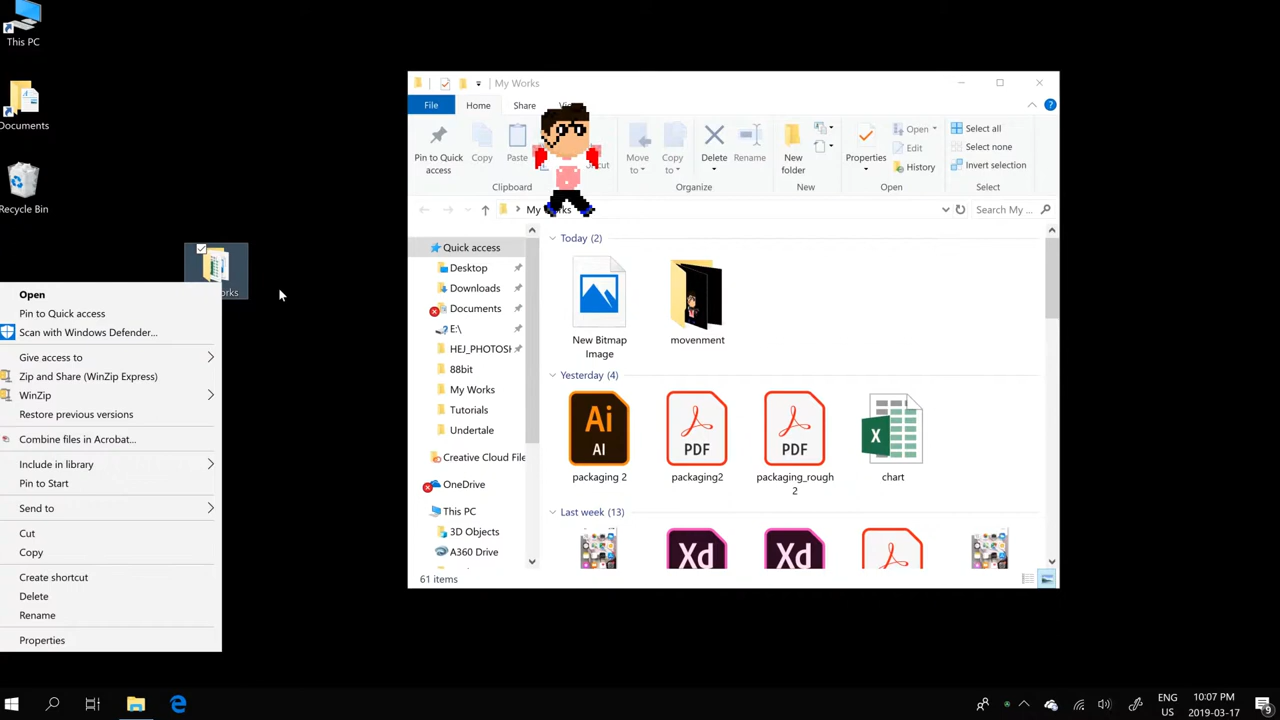 This PC
Documents
Recycle Bin
orks
Open
Pin to Quick access
Scan with Windows Defender...
Give access to
Zip and Share (WinZip Express)
WinZip
Restore previous versions
Combine files in Acrobat...
Include in library
Pin to Start
Send to
Cut
Copy
Create shortcut
Delete
Rename
Properties
My Works
File
Home
Share
Pin to Quick access
Copy
Paste
Clipboard
Move to
Copy to
Delete
Rename
Organize
New folder
New
Properties
Open
Edit
History
Open
Select all
Select none
Invert selection
Select
Search My ...
Quick access
Desktop
Downloads
Documents
E:\
HEJ_PHOTOSH
88bit
My Works
Tutorials
Undertale
Creative Cloud File
OneDrive
This PC
3D Objects
A360 Drive
Today (2)
New Bitmap
Image
movenment
Yesterday (4)
Ai
AI
packaging 2
PDF
packaging2
PDF
packaging_rough
2
X
chart
Last week (13)
Xd
Xd
61 items
ENG
US
10:07 PM
2019-03-17
9